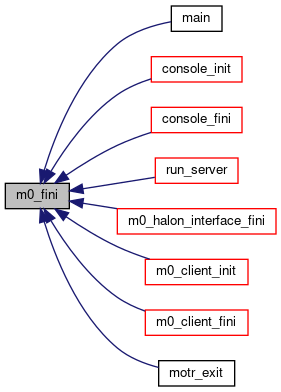 main
console_init
console_fini
run_server
m0_fini
m0_halon_interface_fini
m0_client_init
m0_client_fini
motr_exit